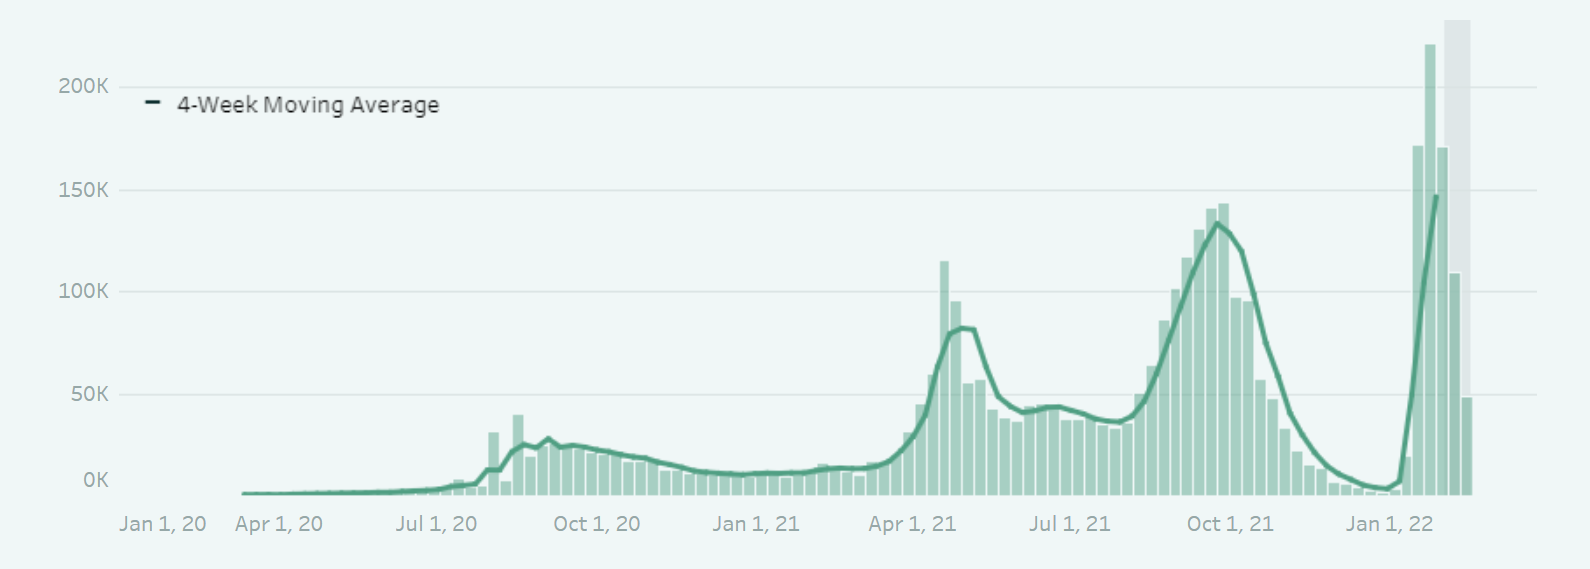 200K
4-Week Moving Average
150K
100K
50K
0K
Jan 1, 20 Apr 1, 20 Jul 1, 20 Oct 1, 20 Jan 1, 21 Apr 1, 21 Jul 1, 21 Oct 1, 21 Jan 1, 22